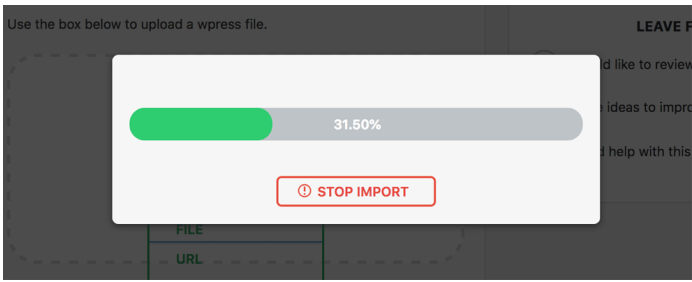 Use the box below to upload a wpress file.
LEAVE F
d like to review
ideas to impro
help with this
31.50%
STOP IMPORT
FILE
URL